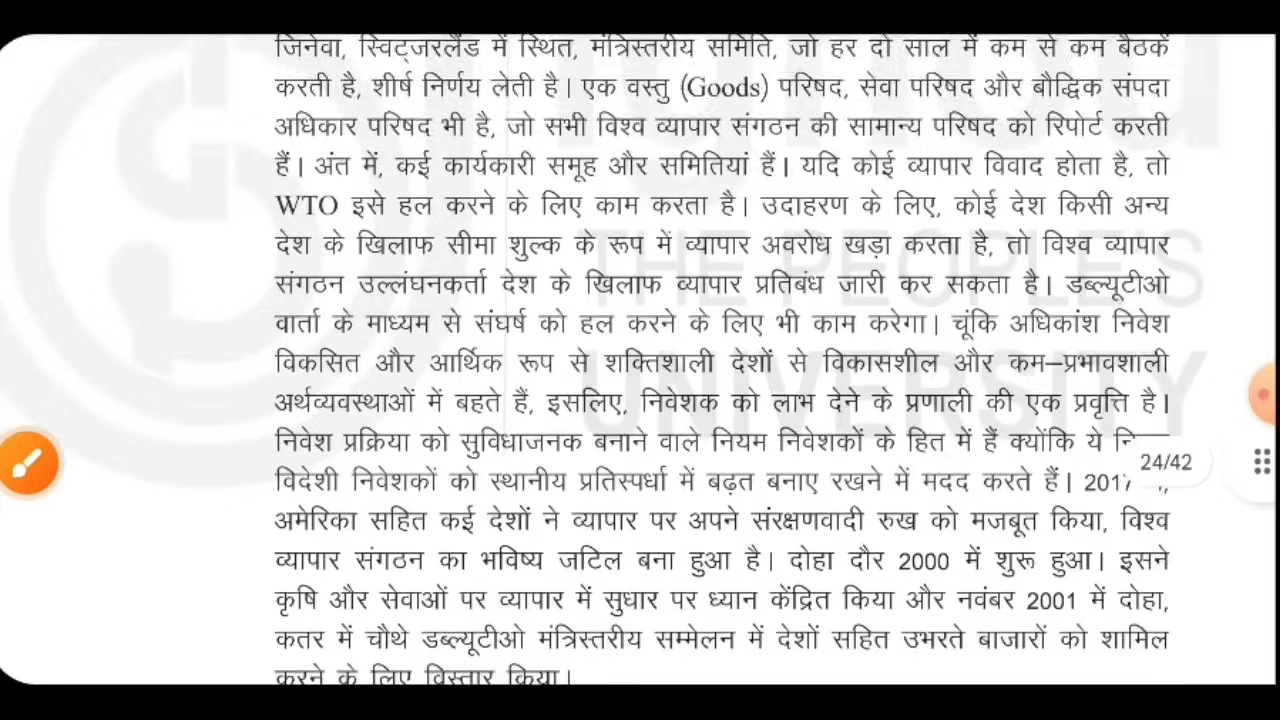 जिनेवा, स्विट्जरलैंड में स्थित, मंत्रिस्तरीय समिति, जो हर दो साल में कम से कम बैठकें
करती है, शीर्ष निर्णय लेती है। एक वस्तु (Goods) परिषद, सेवा परिषद और बौद्धिक संपदा
अधिकार परिषद भी है, जो सभी विश्व व्यापार संगठन की सामान्य परिषद को रिपोर्ट करती
हैं। अंत में, कई कार्यकारी समूह और समितियां हैं। यदि कोई व्यापार विवाद होता है, तो
WTO इसे हल करने के लिए काम करता है। उदाहरण के लिए, कोई देश किसी अन्य
देश के खिलाफ सीमा शुल्क के रूप में व्यापार अवरोध खड़ा करता है, तो विश्व व्यापार
संगठन उल्लंघनकर्ता देश के खिलाफ व्यापार प्रतिबंध जारी कर सकता है। डब्ल्यूटीओ
वार्ता के माध्यम से संघर्ष को हल करने के लिए भी काम करेगा। चूंकि अधिकांश निवेश
विकसित और आर्थिक रूप से शक्तिशाली देशों से विकासशील और कम–प्रभावशाली
अर्थव्यवस्थाओं में बहते हैं, इसलिए, निवेशक को लाभ देने के प्रणाली की एक प्रवृत्ति है।
निवेश प्रक्रिया को सुविधाजनक बनाने वाले नियम निवेशकों के हित में हैं क्योंकि ये
24/42
विदेशी निवेशकों को स्थानीय प्रतिस्पर्धा में बढ़त बनाए रखने में मदद करते हैं। 2017
अमेरिका सहित कई देशों ने व्यापार पर अपने संरक्षणवादी रुख को मजबूत किया, विश्व
व्यापार संगठन का भविष्य जटिल बना हुआ है। दोहा दौर 2000 में शुरू हुआ। इसने
कृषि और सेवाओं पर व्यापार में सुधार पर ध्यान केंद्रित किया और नवंबर 2001 में दोहा,
कतर में चौथे डब्ल्यूटीओ मंत्रिस्तरीय सम्मेलन में देशों सहित उभरते बाजारों को शामिल
करने के लिए विस्तार किया।
THE PEOPLE'S
UNIVERSITY